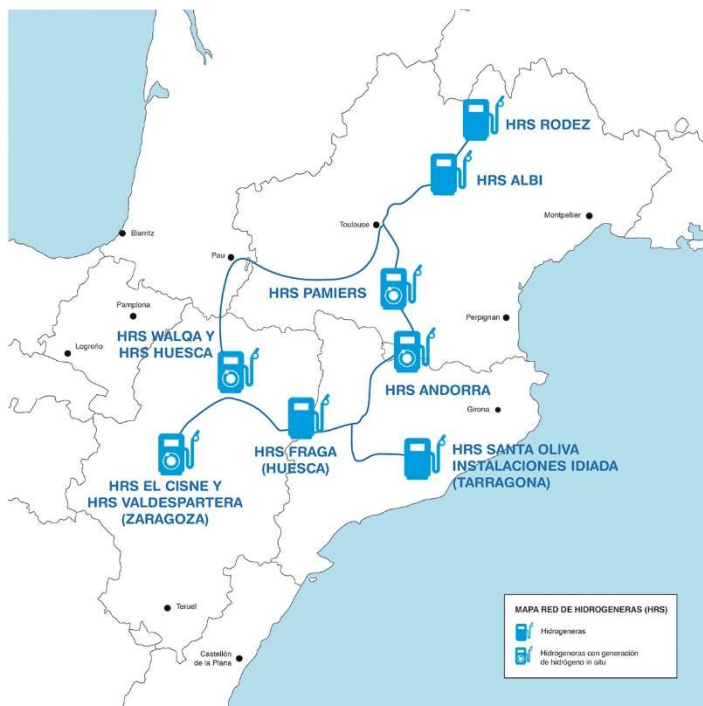 HRS RODEZ
HRS ALBI
Montpellier
Toulouse
Biarritz
Pau
HRS PAMIERS
Pamplona
Perpignan
HRS WALQA Y
HRS HUESCA
Logroño
HRS ANDORRA
Girona
HRS FRAGA
(HUESCA)
HRS SANTA OLIVA
INSTALACIONES IDIADA
(TARRAGONA)
HRS EL CISNE Y
HRS VALDESPARTERA
(ZARAGOZA)
Teruel
Castellón
de la Plana
MAPA RED DE HIDROGENERAS (HRS)
Hidrogeneras
Hidrogeneras con generación
de hidrógeno in situ